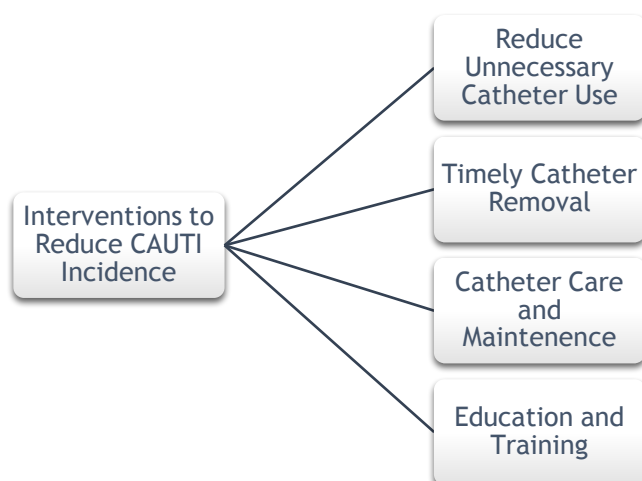 Interventions to
Reduce CAUTI
Incidence
Reduce
Unnecessary
Catheter Use
Timely Catheter
Removal
Catheter Care
and
Maintenence
Education and
Training